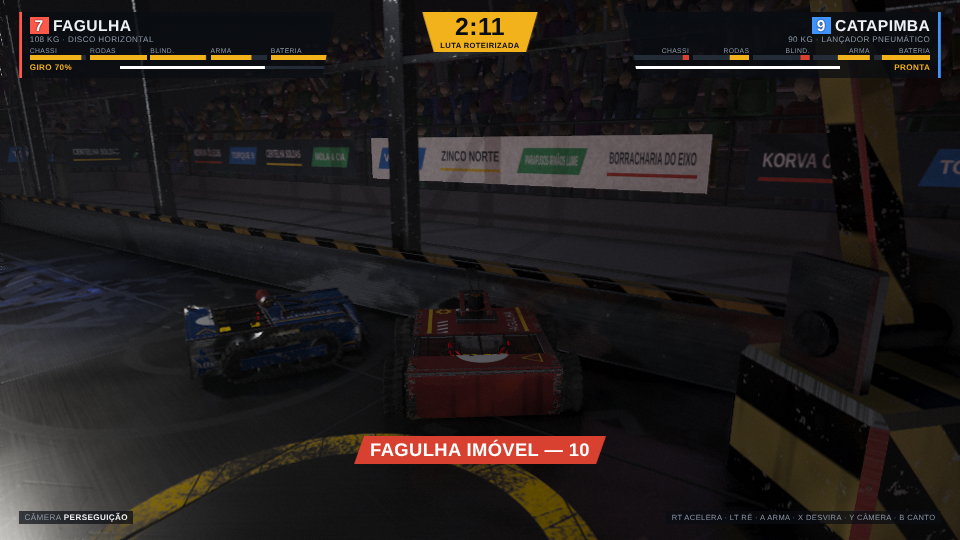 7 FAGULHA
108 KG · DISCO HORIZONTAL
CHASSI RODAS BLIND. ARMA BATERIA
GIRO 70%
2:11
LUTA ROTEIRIZADA
9 CATAPIMBA
90 KG · LANÇADOR PNEUMÁTICO
CHASSI RODAS BLIND. ARMA BATERIA
PRONTA
ZINCO NORTE
BORRACHARIA DO EIXO
KORVA
FAGULHA IMÓVEL — 10
CÂMERA PERSEGUIÇÃO
RT ACELERA · LT RÉ · A ARMA · X DESVIRA · Y CÂMERA · B CANTO